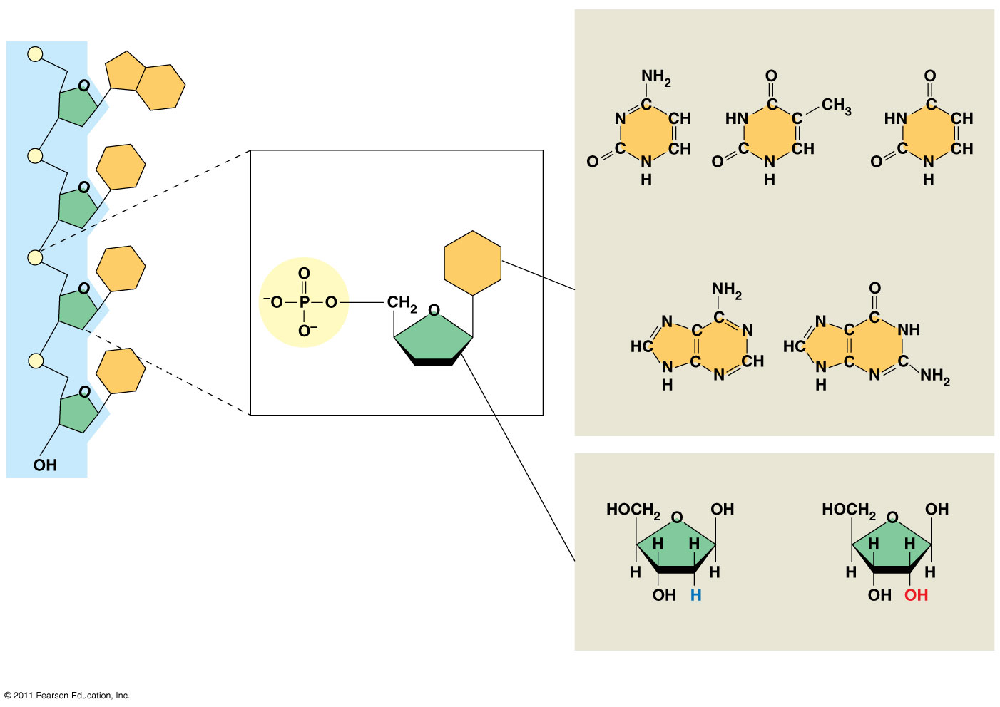 O
O
O
O
OH
O
⁻O P O CH₂
O⁻
O
NH₂
N C CH
O C CH
N
H
O
HN C C CH₃
O C CH
N
H
O
HN C CH
O C CH
N
H
NH₂
N C C N
HC
N C N CH
H
O
N C C NH
HC
N C N C NH₂
H
HOCH₂ O OH
H H
H H
OH H
HOCH₂ O OH
H H
H H
OH OH
© 2011 Pearson Education, Inc.